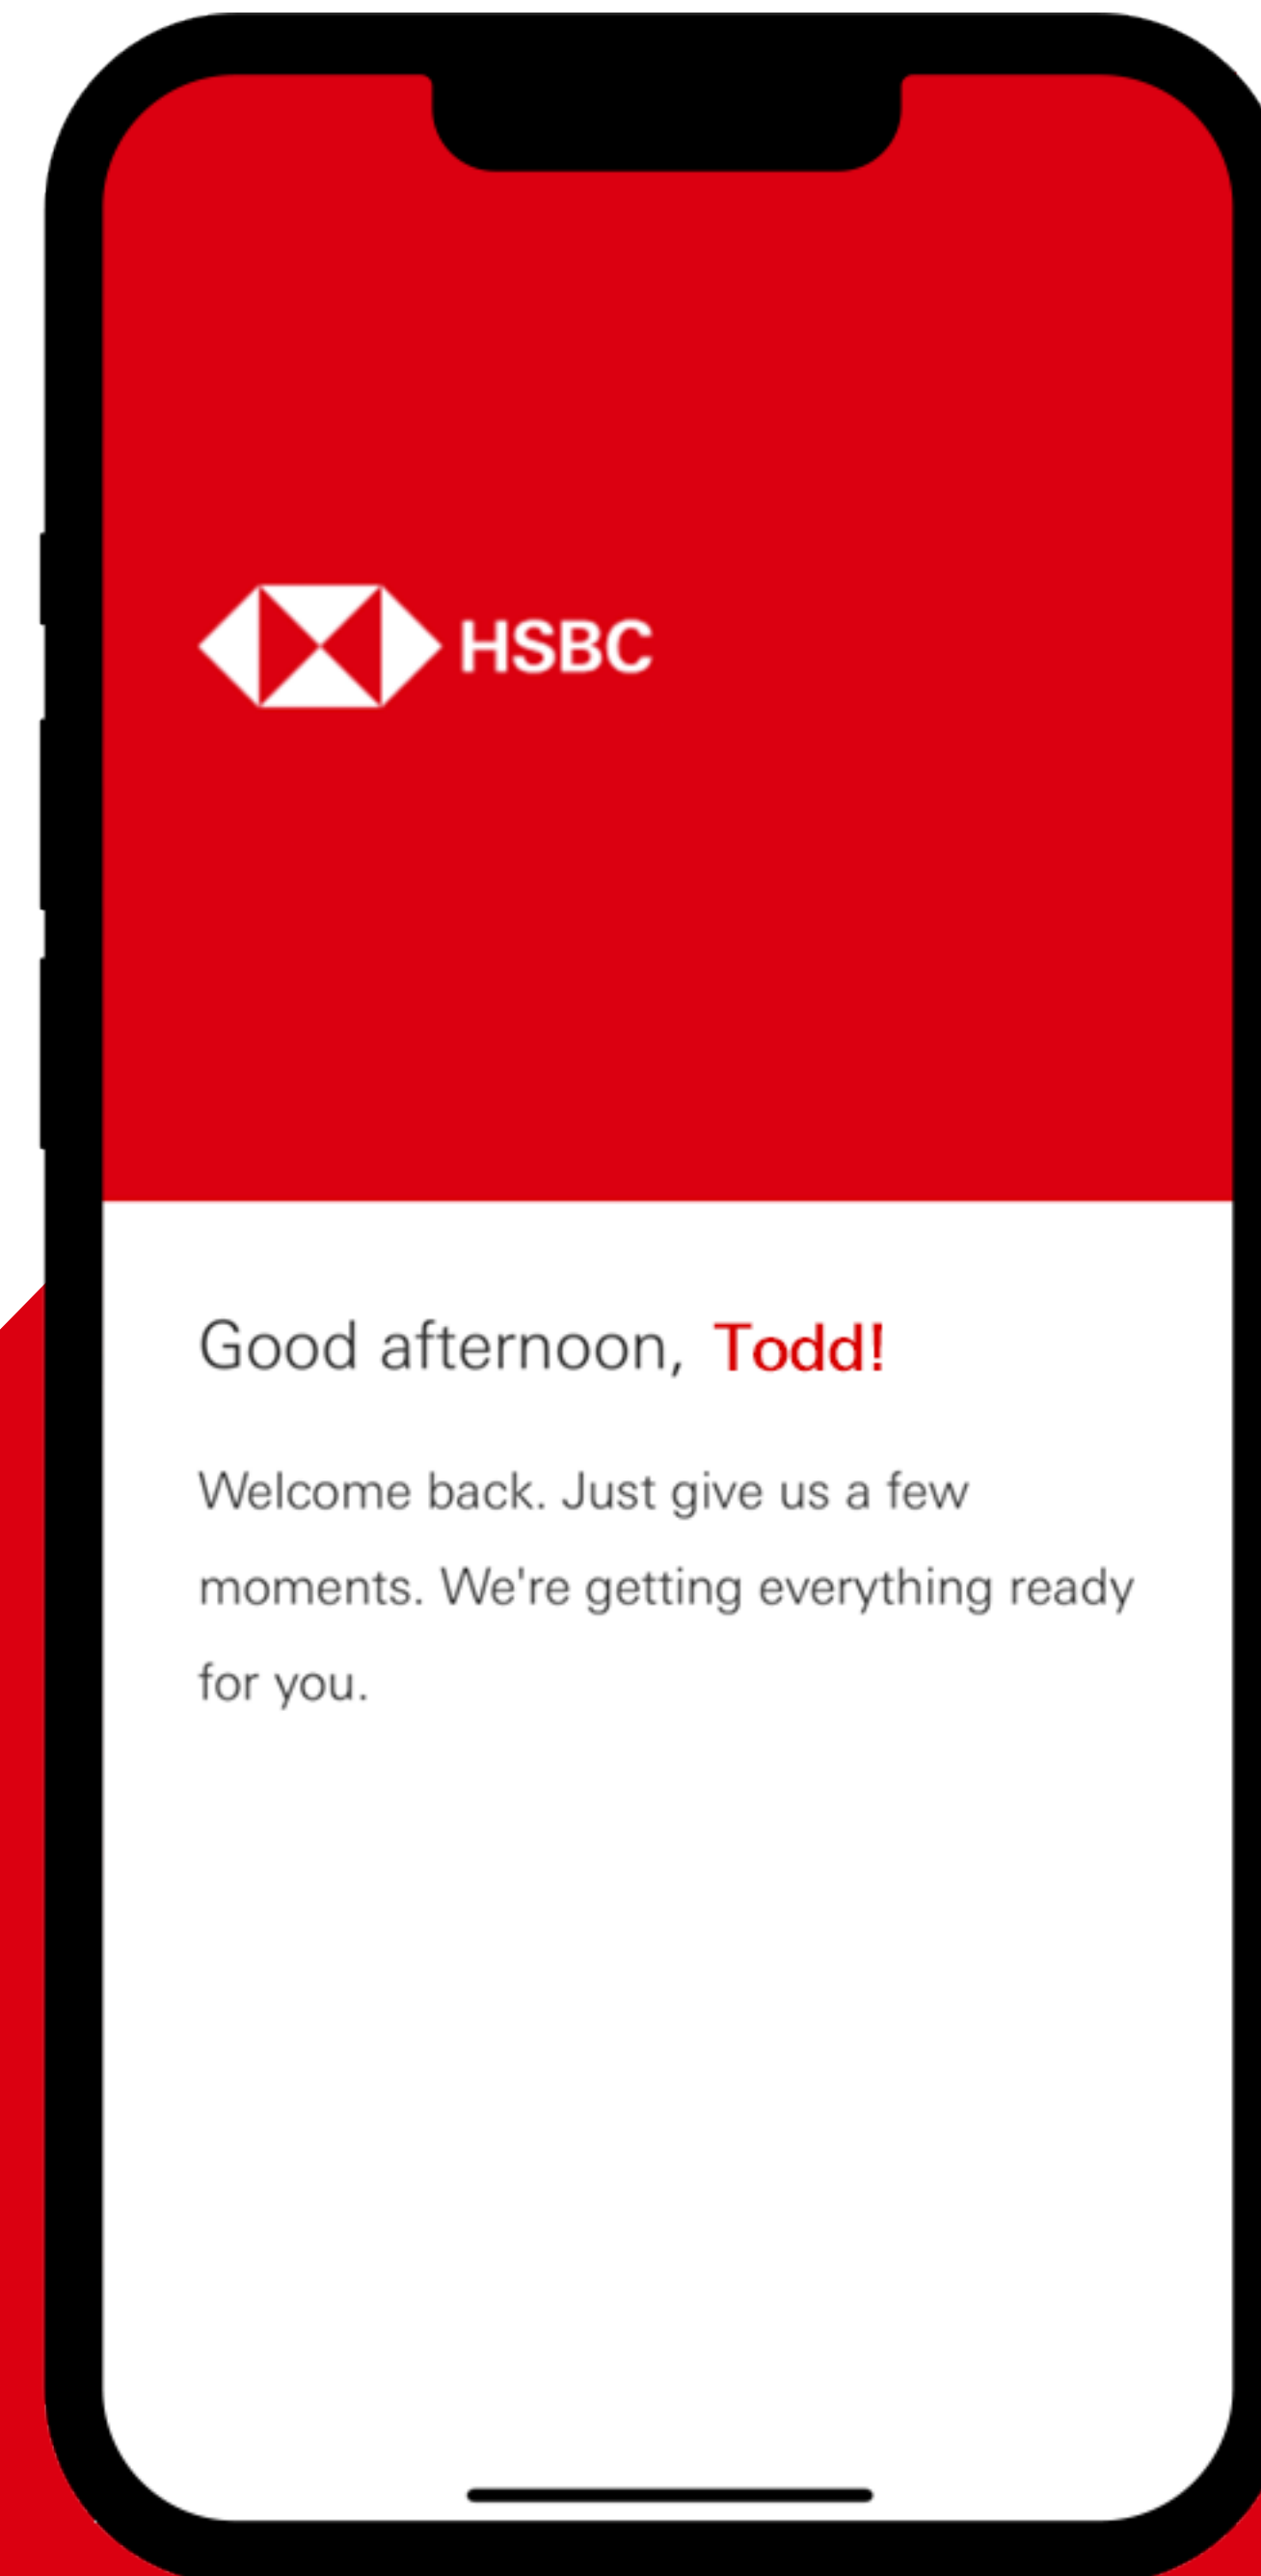 HSBC
Good afternoon, Todd!
Welcome back. Just give us a few
moments. We're getting everything ready
for you.